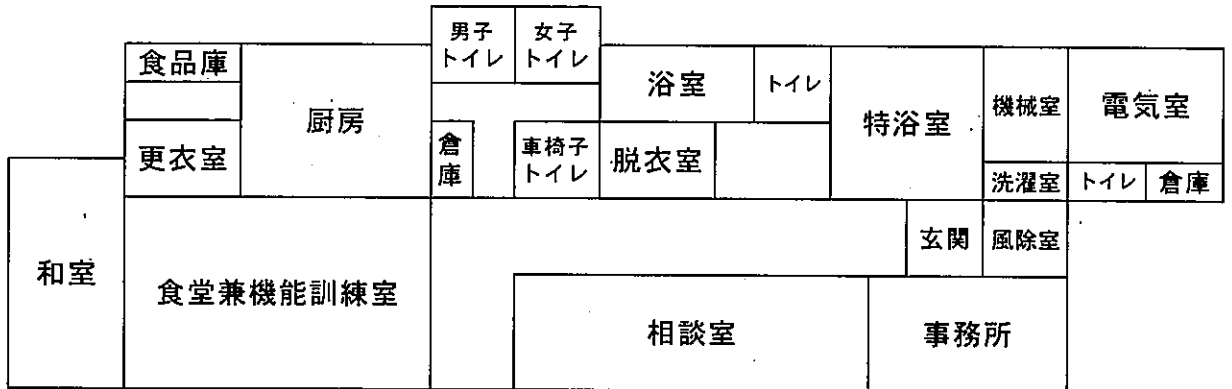 男子
トイレ
女子
トイレ
食品庫
厨房
浴室
トイレ
特浴室
機械室
電気室
更衣室
倉
庫
車椅子
トイレ
脱衣室
洗濯室
トイレ
倉庫
和室
食堂兼機能訓練室
玄関
風除室
相談室
事務所